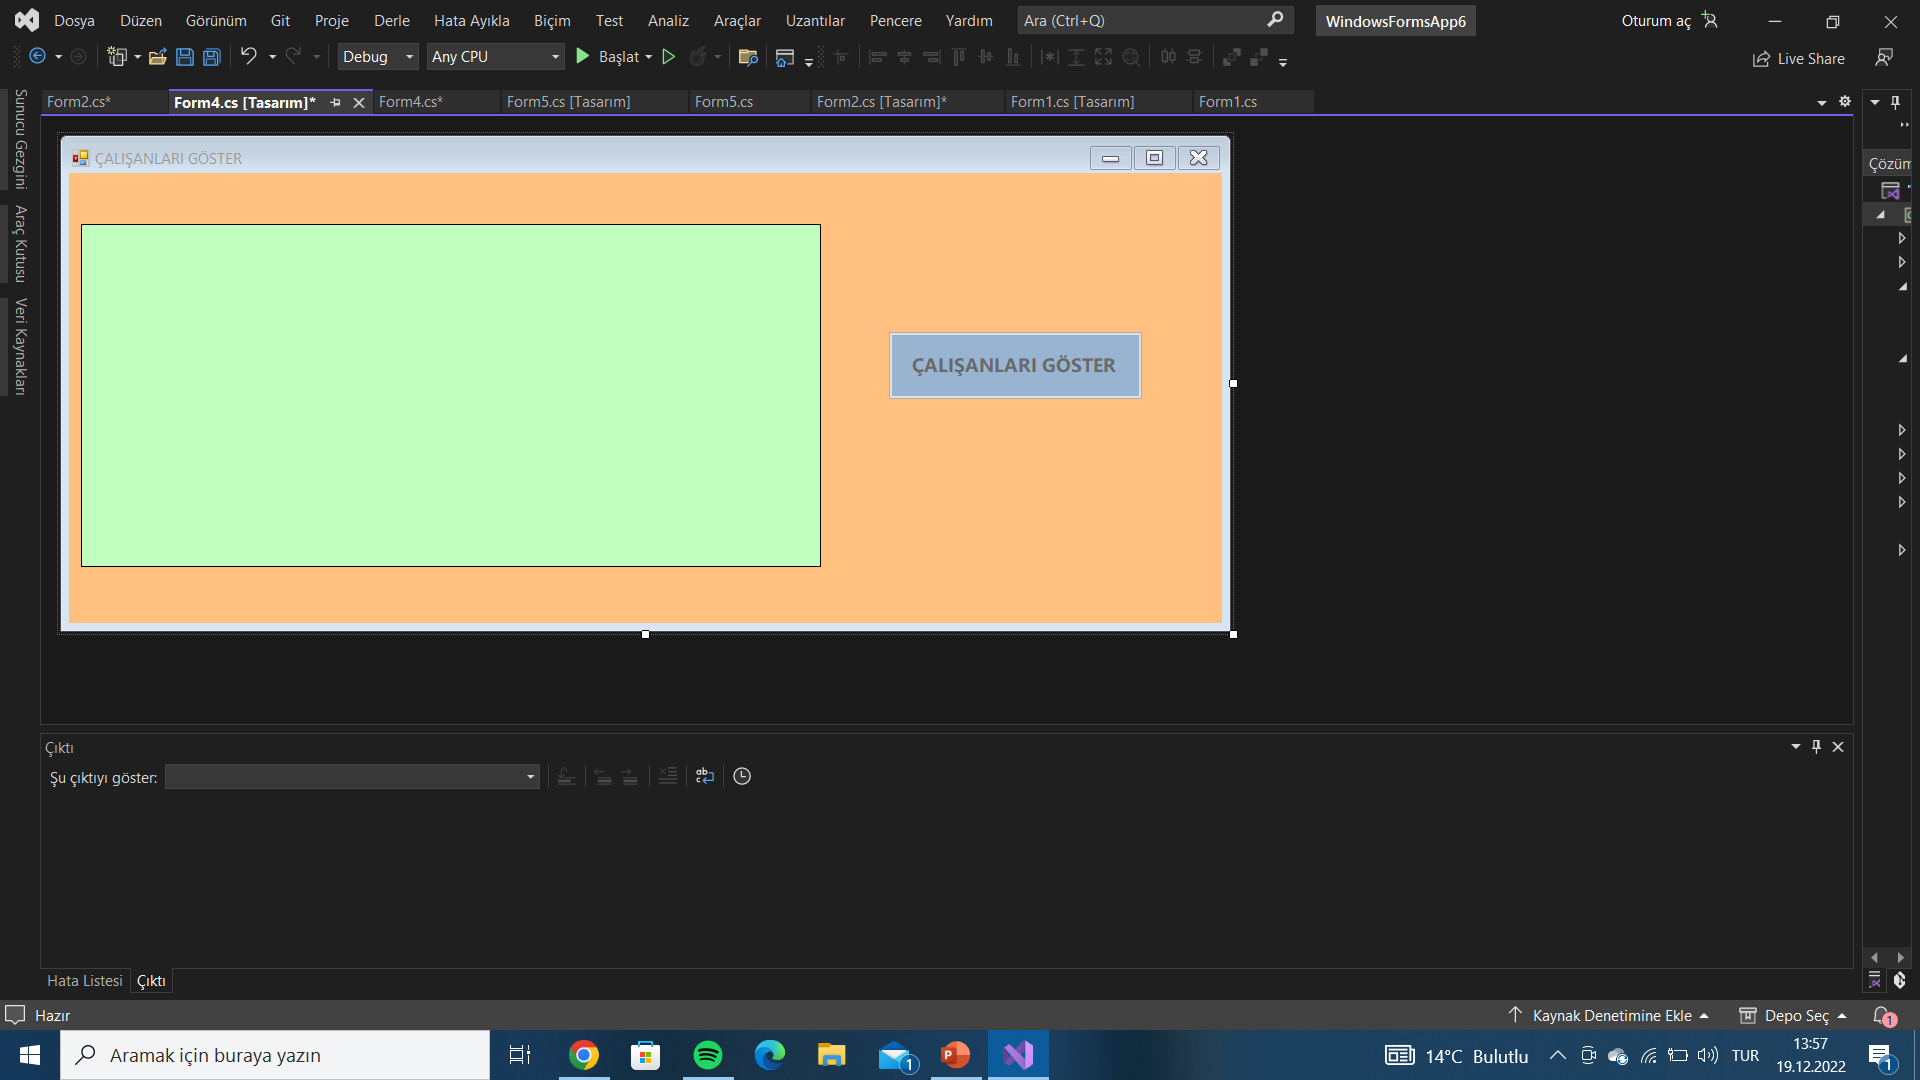 Dosya Düzen Görünüm Git Proje Derle Hata Ayıkla Biçim Test Analiz Araçlar Uzantılar Pencere Yardım Ara (Ctrl+Q) WindowsFormsApp6 Oturum aç
Debug Any CPU Başlat Live Share
Form2.cs* Form4.cs [Tasarım]* Form4.cs* Form5.cs [Tasarım] Form5.cs Form2.cs [Tasarım]* Form1.cs [Tasarım] Form1.cs
Sunucu Gezgini
Araç Kutusu
Veri Kaynakları
ÇALIŞANLARI GÖSTER
ÇALIŞANLARI GÖSTER
Çözüm
Çıktı
Şu çıktıyı göster:
Hata Listesi Çıktı
Hazır Kaynak Denetimine Ekle Depo Seç 1
Aramak için buraya yazın 1 14°C Bulutlu TUR 13:57
19.12.2022 1